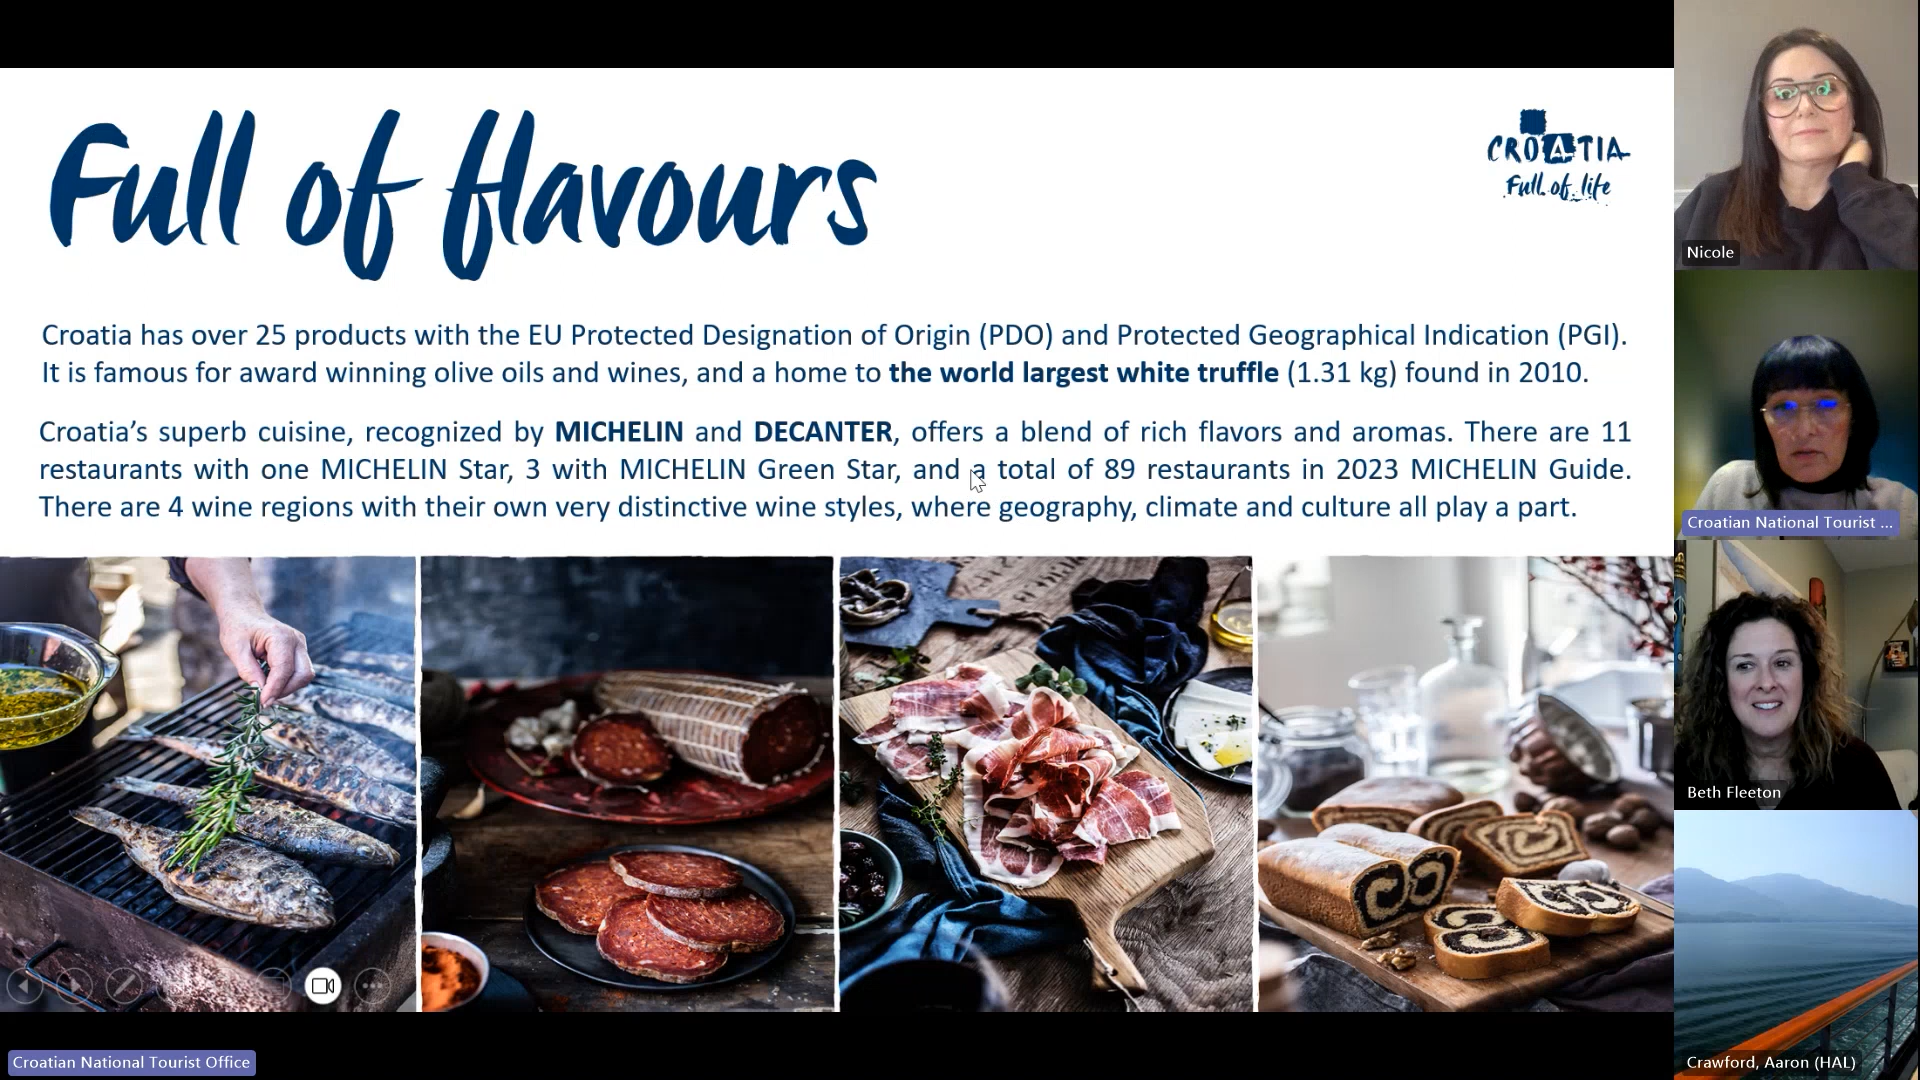 Full of flavours
CROATIA
Full of life
Croatia has over 25 products with the EU Protected Designation of Origin (PDO) and Protected Geographical Indication (PGI).
It is famous for award winning olive oils and wines, and a home to the world largest white truffle (1.31 kg) found in 2010.
Croatia's superb cuisine, recognized by MICHELIN and DECANTER, offers a blend of rich flavors and aromas. There are 11
restaurants with one MICHELIN Star, 3 with MICHELIN Green Star, and a total of 89 restaurants in 2023 MICHELIN Guide.
There are 4 wine regions with their own very distinctive wine styles, where geography, climate and culture all play a part.
Croatian National Tourist Office
Nicole
Croatian National Tourist ...
Beth Fleeton
Crawford, Aaron (HAL)